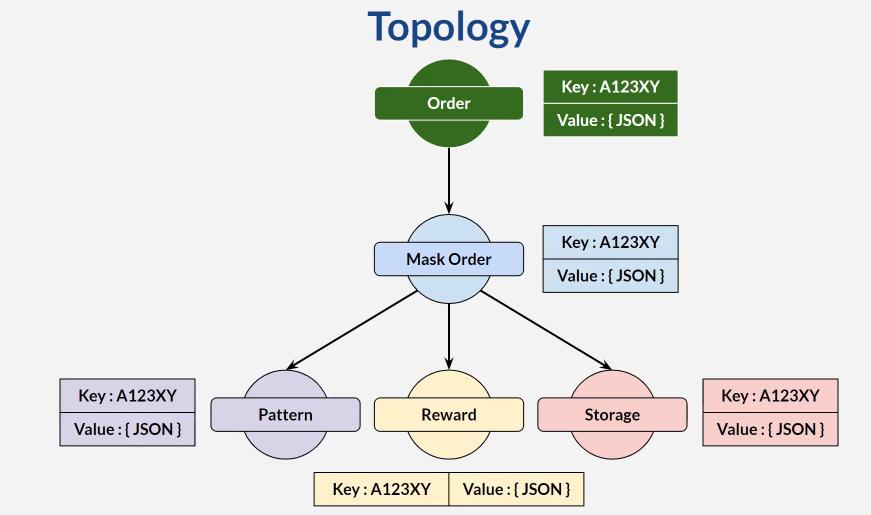 Topology
Order
Key : A123XY
Value : { JSON }
Mask Order
Key : A123XY
Value : { JSON }
Key : A123XY
Value : { JSON }
Pattern
Reward
Storage
Key : A123XY
Value : { JSON }
Key : A123XY
Value : { JSON }